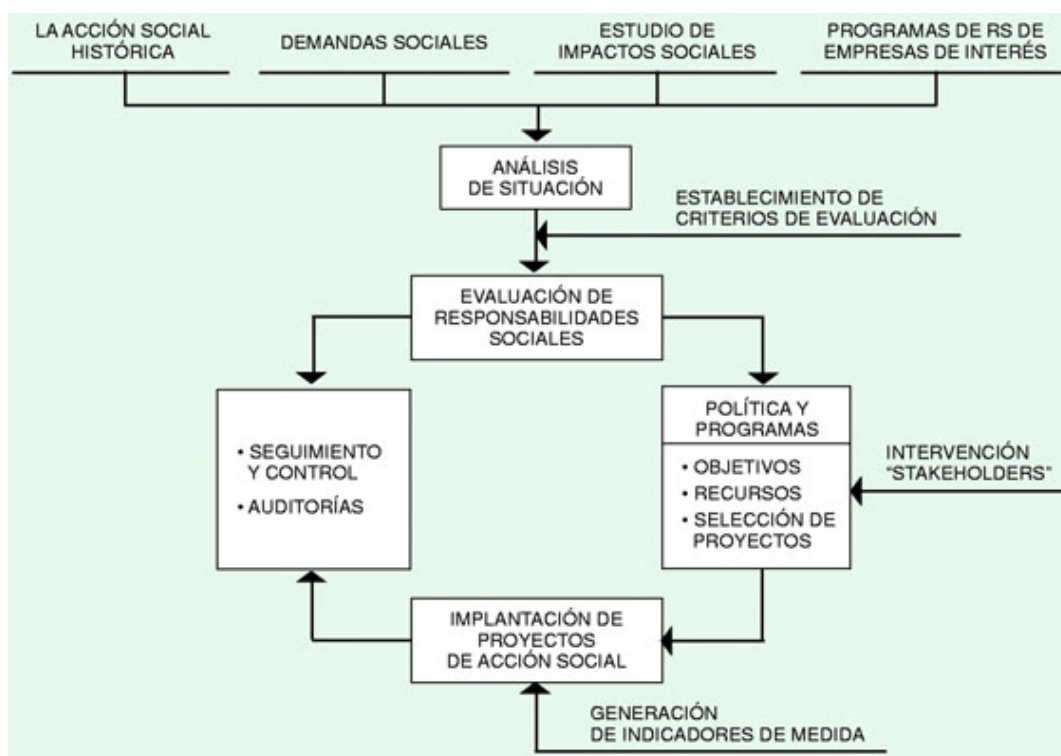 LA ACCIÓN SOCIAL
HISTÓRICA
DEMANDAS SOCIALES
ESTUDIO DE
IMPACTOS SOCIALES
PROGRAMAS DE RS DE
EMPRESAS DE INTERÉS
ANÁLISIS
DE SITUACIÓN
ESTABLECIMIENTO DE
CRITERIOS DE EVALUACIÓN
EVALUACIÓN DE
RESPONSABILIDADES
SOCIALES
• SEGUIMIENTO
Y CONTROL
• AUDITORÍAS
POLÍTICA Y
PROGRAMAS
• OBJETIVOS
• RECURSOS
• SELECCIÓN DE
PROYECTOS
INTERVENCIÓN
“STAKEHOLDERS”
IMPLANTACIÓN DE
PROYECTOS
DE ACCIÓN SOCIAL
GENERACIÓN
DE INDICADORES DE MEDIDA